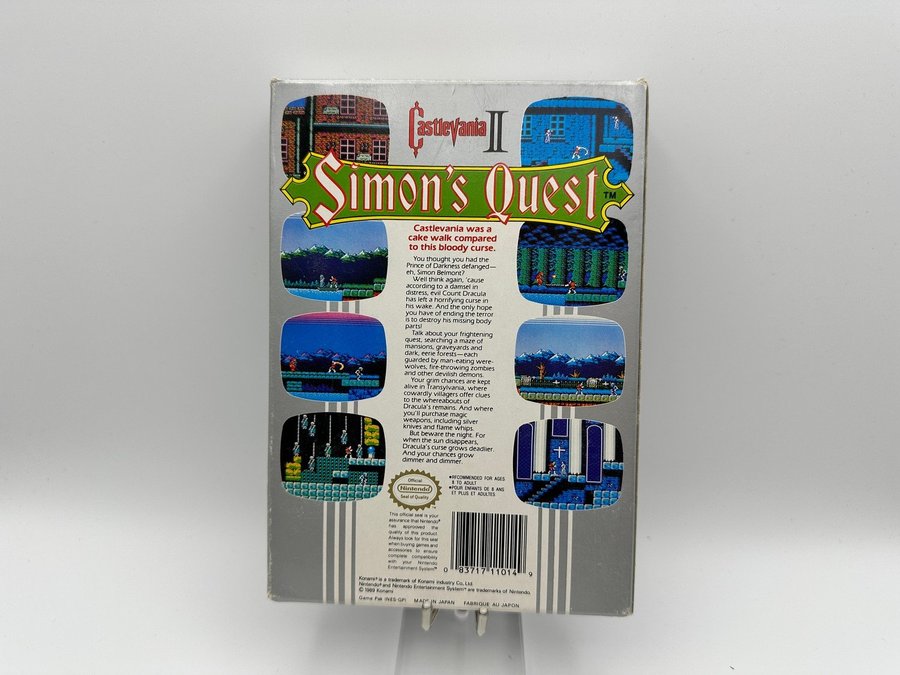 Castlevania II
Simon's Quest™
Castlevania was a
cake walk compared
to this bloody curse.
You thought you had the
Prince of Darkness defanged—
eh, Simon Belmont?
Well think again, 'cause
according to a damsel in
distress, evil Count Dracula
has left a horrifying curse in
his wake. And the only hope
you have of ending the terror
is to destroy his missing body
parts!
Talk about your frightening
quest, searching a maze of
mansions, graveyards and
dark, eerie forests—each
guarded by man-eating were-
wolves, fire-throwing zombies
and other devilish demons.
Your grim chances are kept
alive in Transylvania, where
cowardly villagers offer clues
to the whereabouts of
Dracula's remains. And where
you'll purchase magic
weapons, including silver
knives and flame whips.
But beware the night. For
when the sun disappears,
Dracula's curse grows deadlier.
And your chances grow
dimmer and dimmer.
Official
Nintendo
Seal of Quality
•RECOMMENDED FOR AGES
8 TO ADULT
•POUR ENFANTS DE 8 ANS
ET PLUS ET ADULTES
This official seal is your
assurance that Nintendo®
has approved the
quality of this product.
Always look for this seal
when buying games and
accessories to ensure
complete compatibility
with your Nintendo
Entertainment System™.
0 83717 11014 9
Konami® is a trademark of Konami Industry Co., Ltd.
Nintendo® and Nintendo Entertainment System® are trademarks of Nintendo.
© 1989 Konami
Game Pak (NES-GP) MADE IN JAPAN FABRIQUE AU JAPON